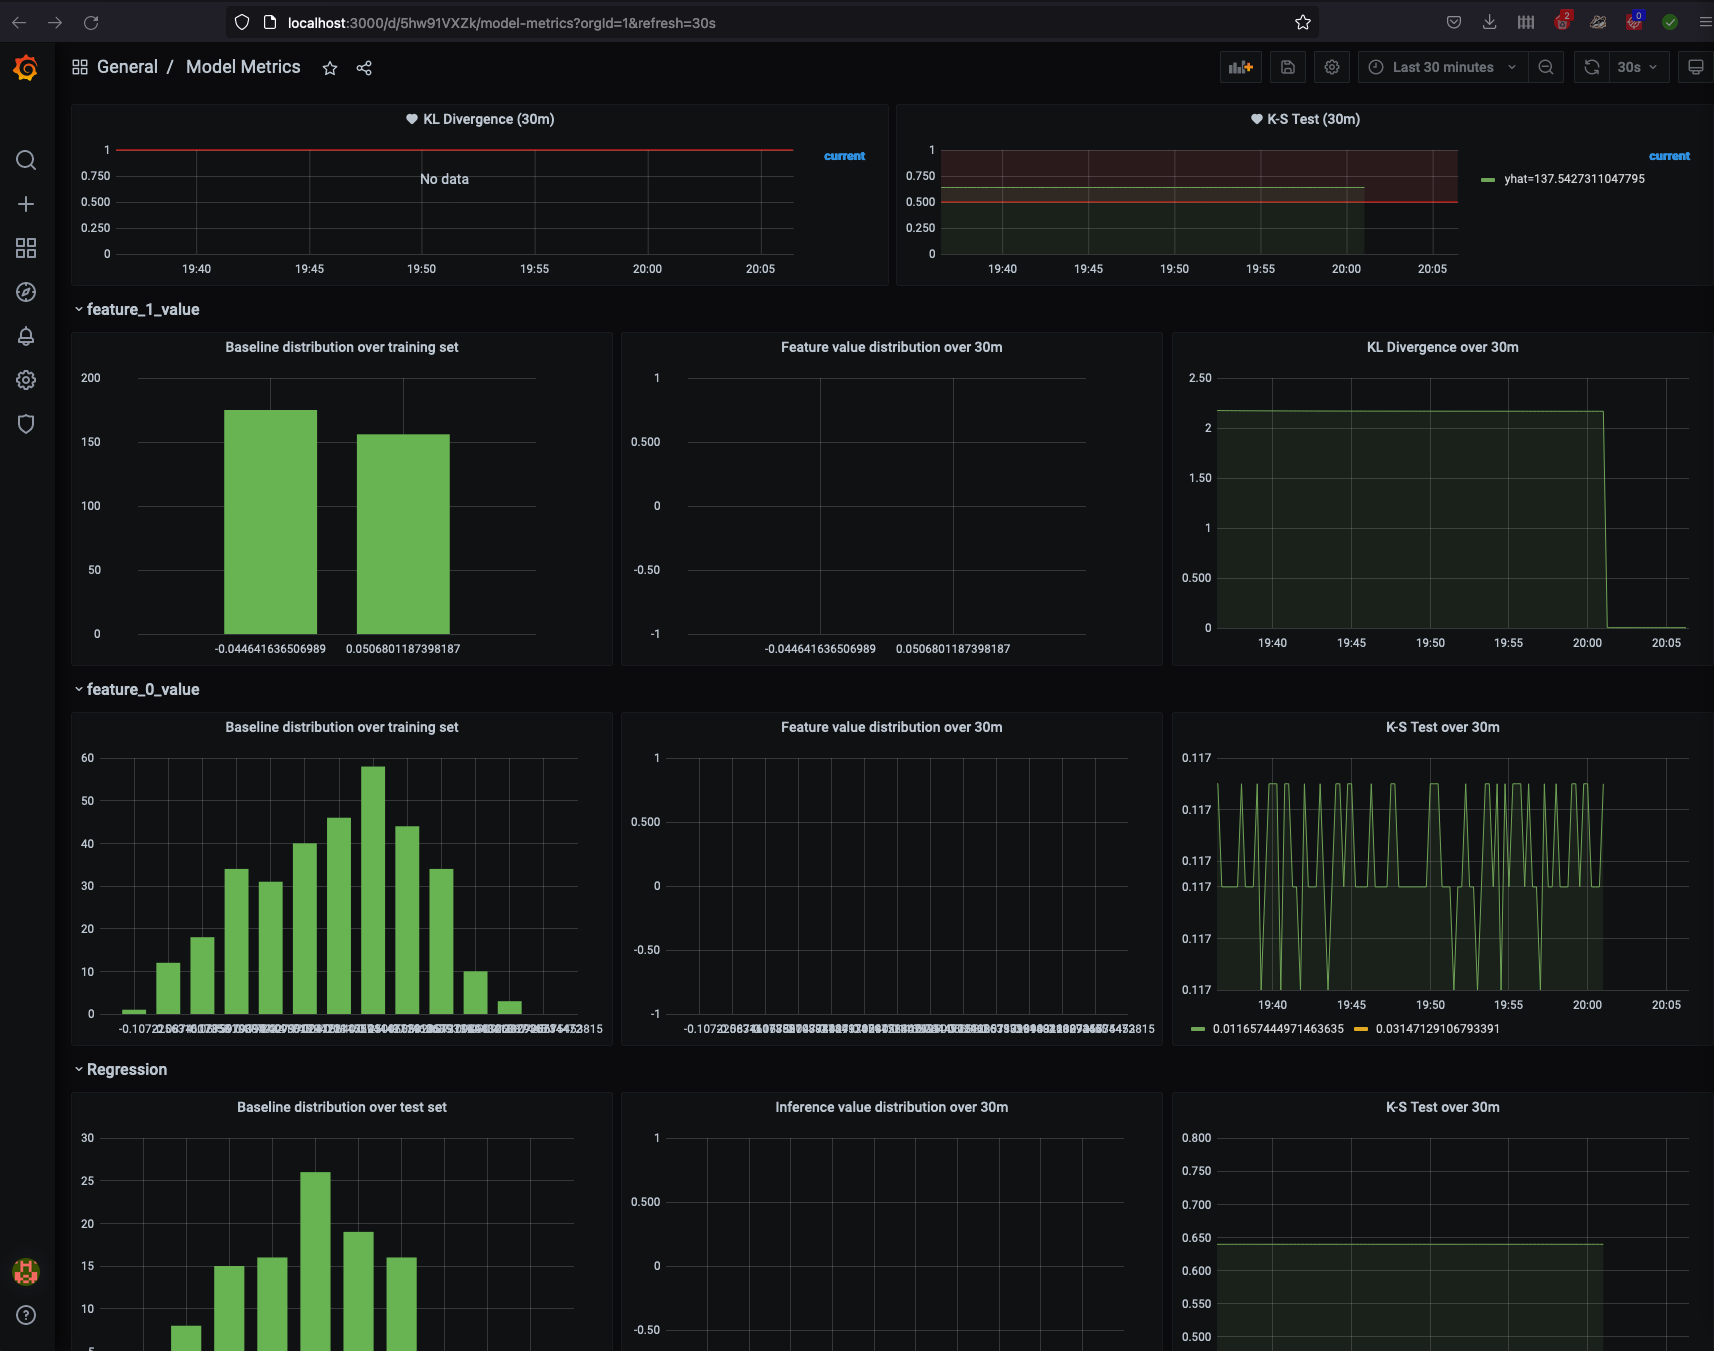 localhost:3000/d/5hw91VXZk/model-metrics?orgId=1&refresh=30s
2
0
General / Model Metrics
Last 30 minutes
30s
KL Divergence (30m)
1
0.750
0.500
0.250
0
No data
current
19:40 19:45 19:50 19:55 20:00 20:05
K-S Test (30m)
1
0.750
0.500
0.250
0
current
yhat=137.5427311047795
19:40 19:45 19:50 19:55 20:00 20:05
feature_1_value
Baseline distribution over training set
200
150
100
50
0
-0.044641636506989 0.0506801187398187
Feature value distribution over 30m
1
0.500
0
-0.50
-1
-0.044641636506989 0.0506801187398187
KL Divergence over 30m
2.50
2
1.50
1
0.500
0
19:40 19:45 19:50 19:55 20:00 20:05
feature_0_value
Baseline distribution over training set
60
50
40
30
20
10
0
Feature value distribution over 30m
1
0.500
0
-0.50
-1
K-S Test over 30m
0.117
0.117
0.117
0.117
0.117
0.117
19:40 19:45 19:50 19:55 20:00 20:05
0.011657444971463635 0.03147129106793391
Regression
Baseline distribution over test set
30
25
20
15
10
Inference value distribution over 30m
1
0.500
0
-0.50
K-S Test over 30m
0.800
0.750
0.700
0.650
0.600
0.550
0.500